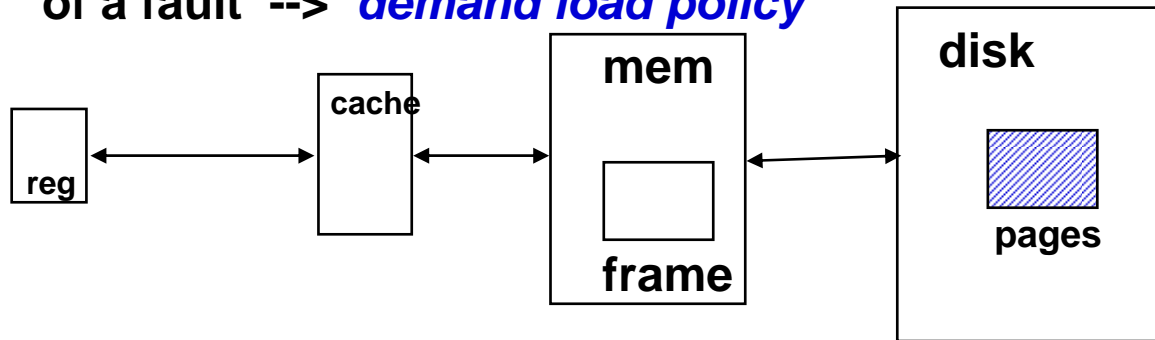 of a fault --> demand load policy
disk
mem
cache
reg
pages
frame